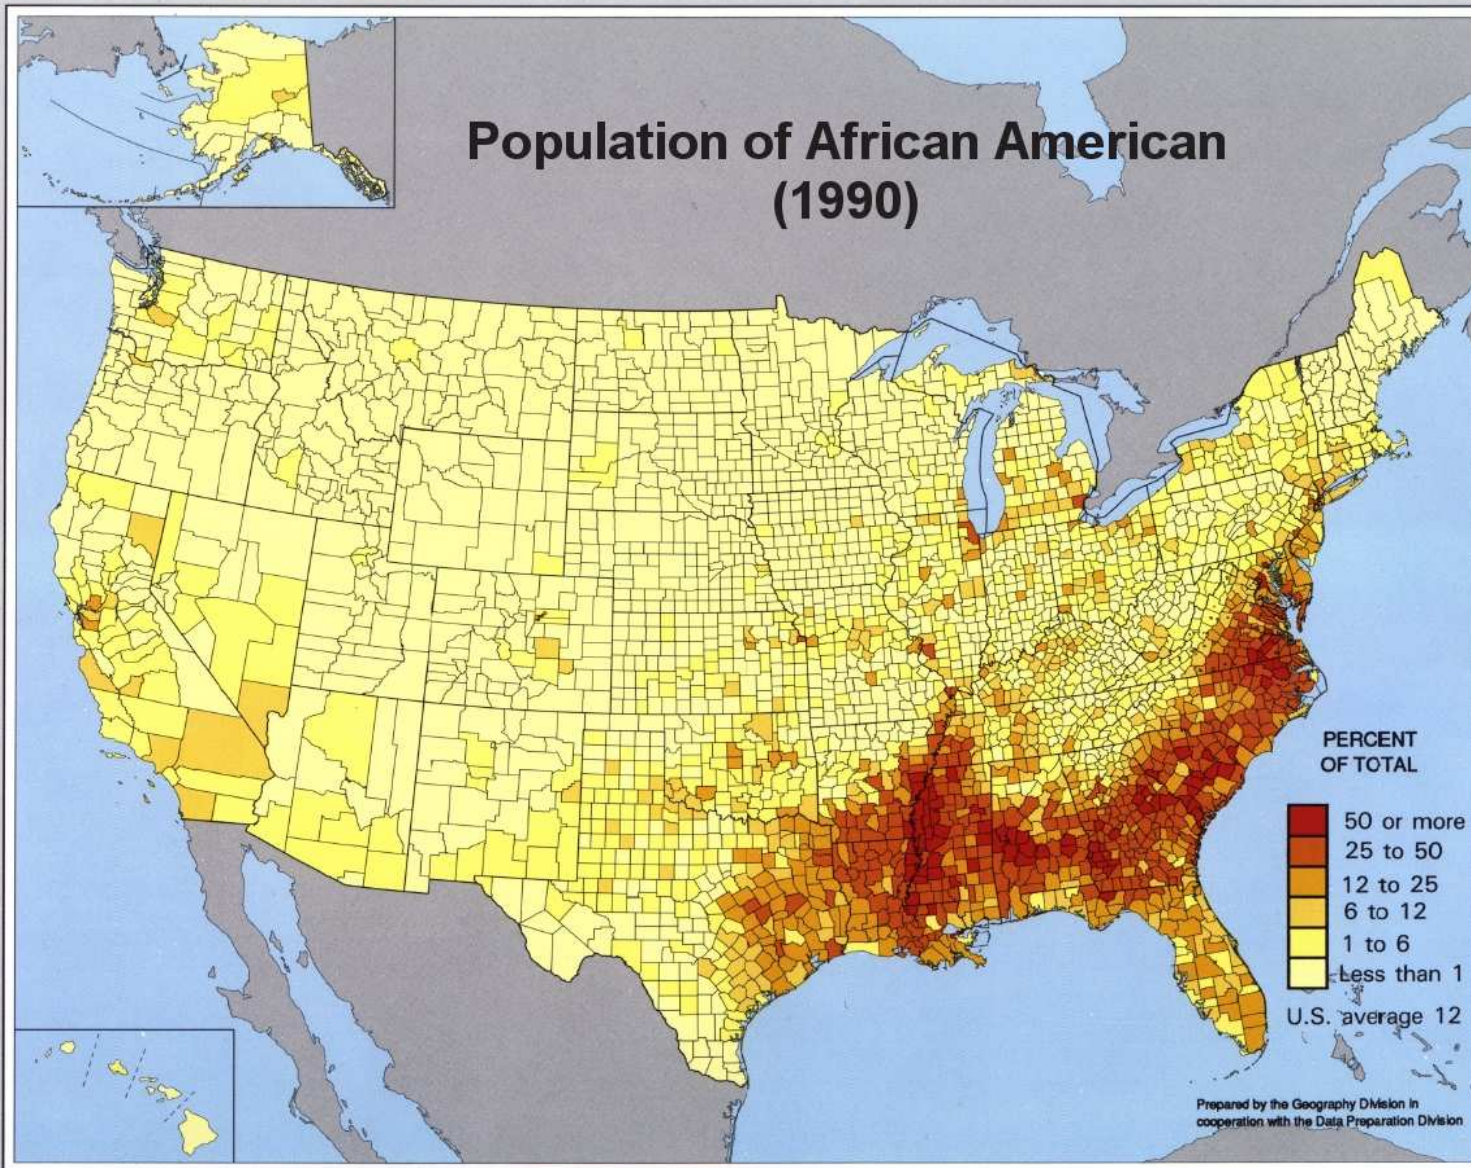 Population of African American
(1990)
PERCENT
OF TOTAL
50 or more
25 to 50
12 to 25
6 to 12
1 to 6
Less than 1
U.S. average 12
Prepared by the Geography Division in
cooperation with the Data Preparation Division